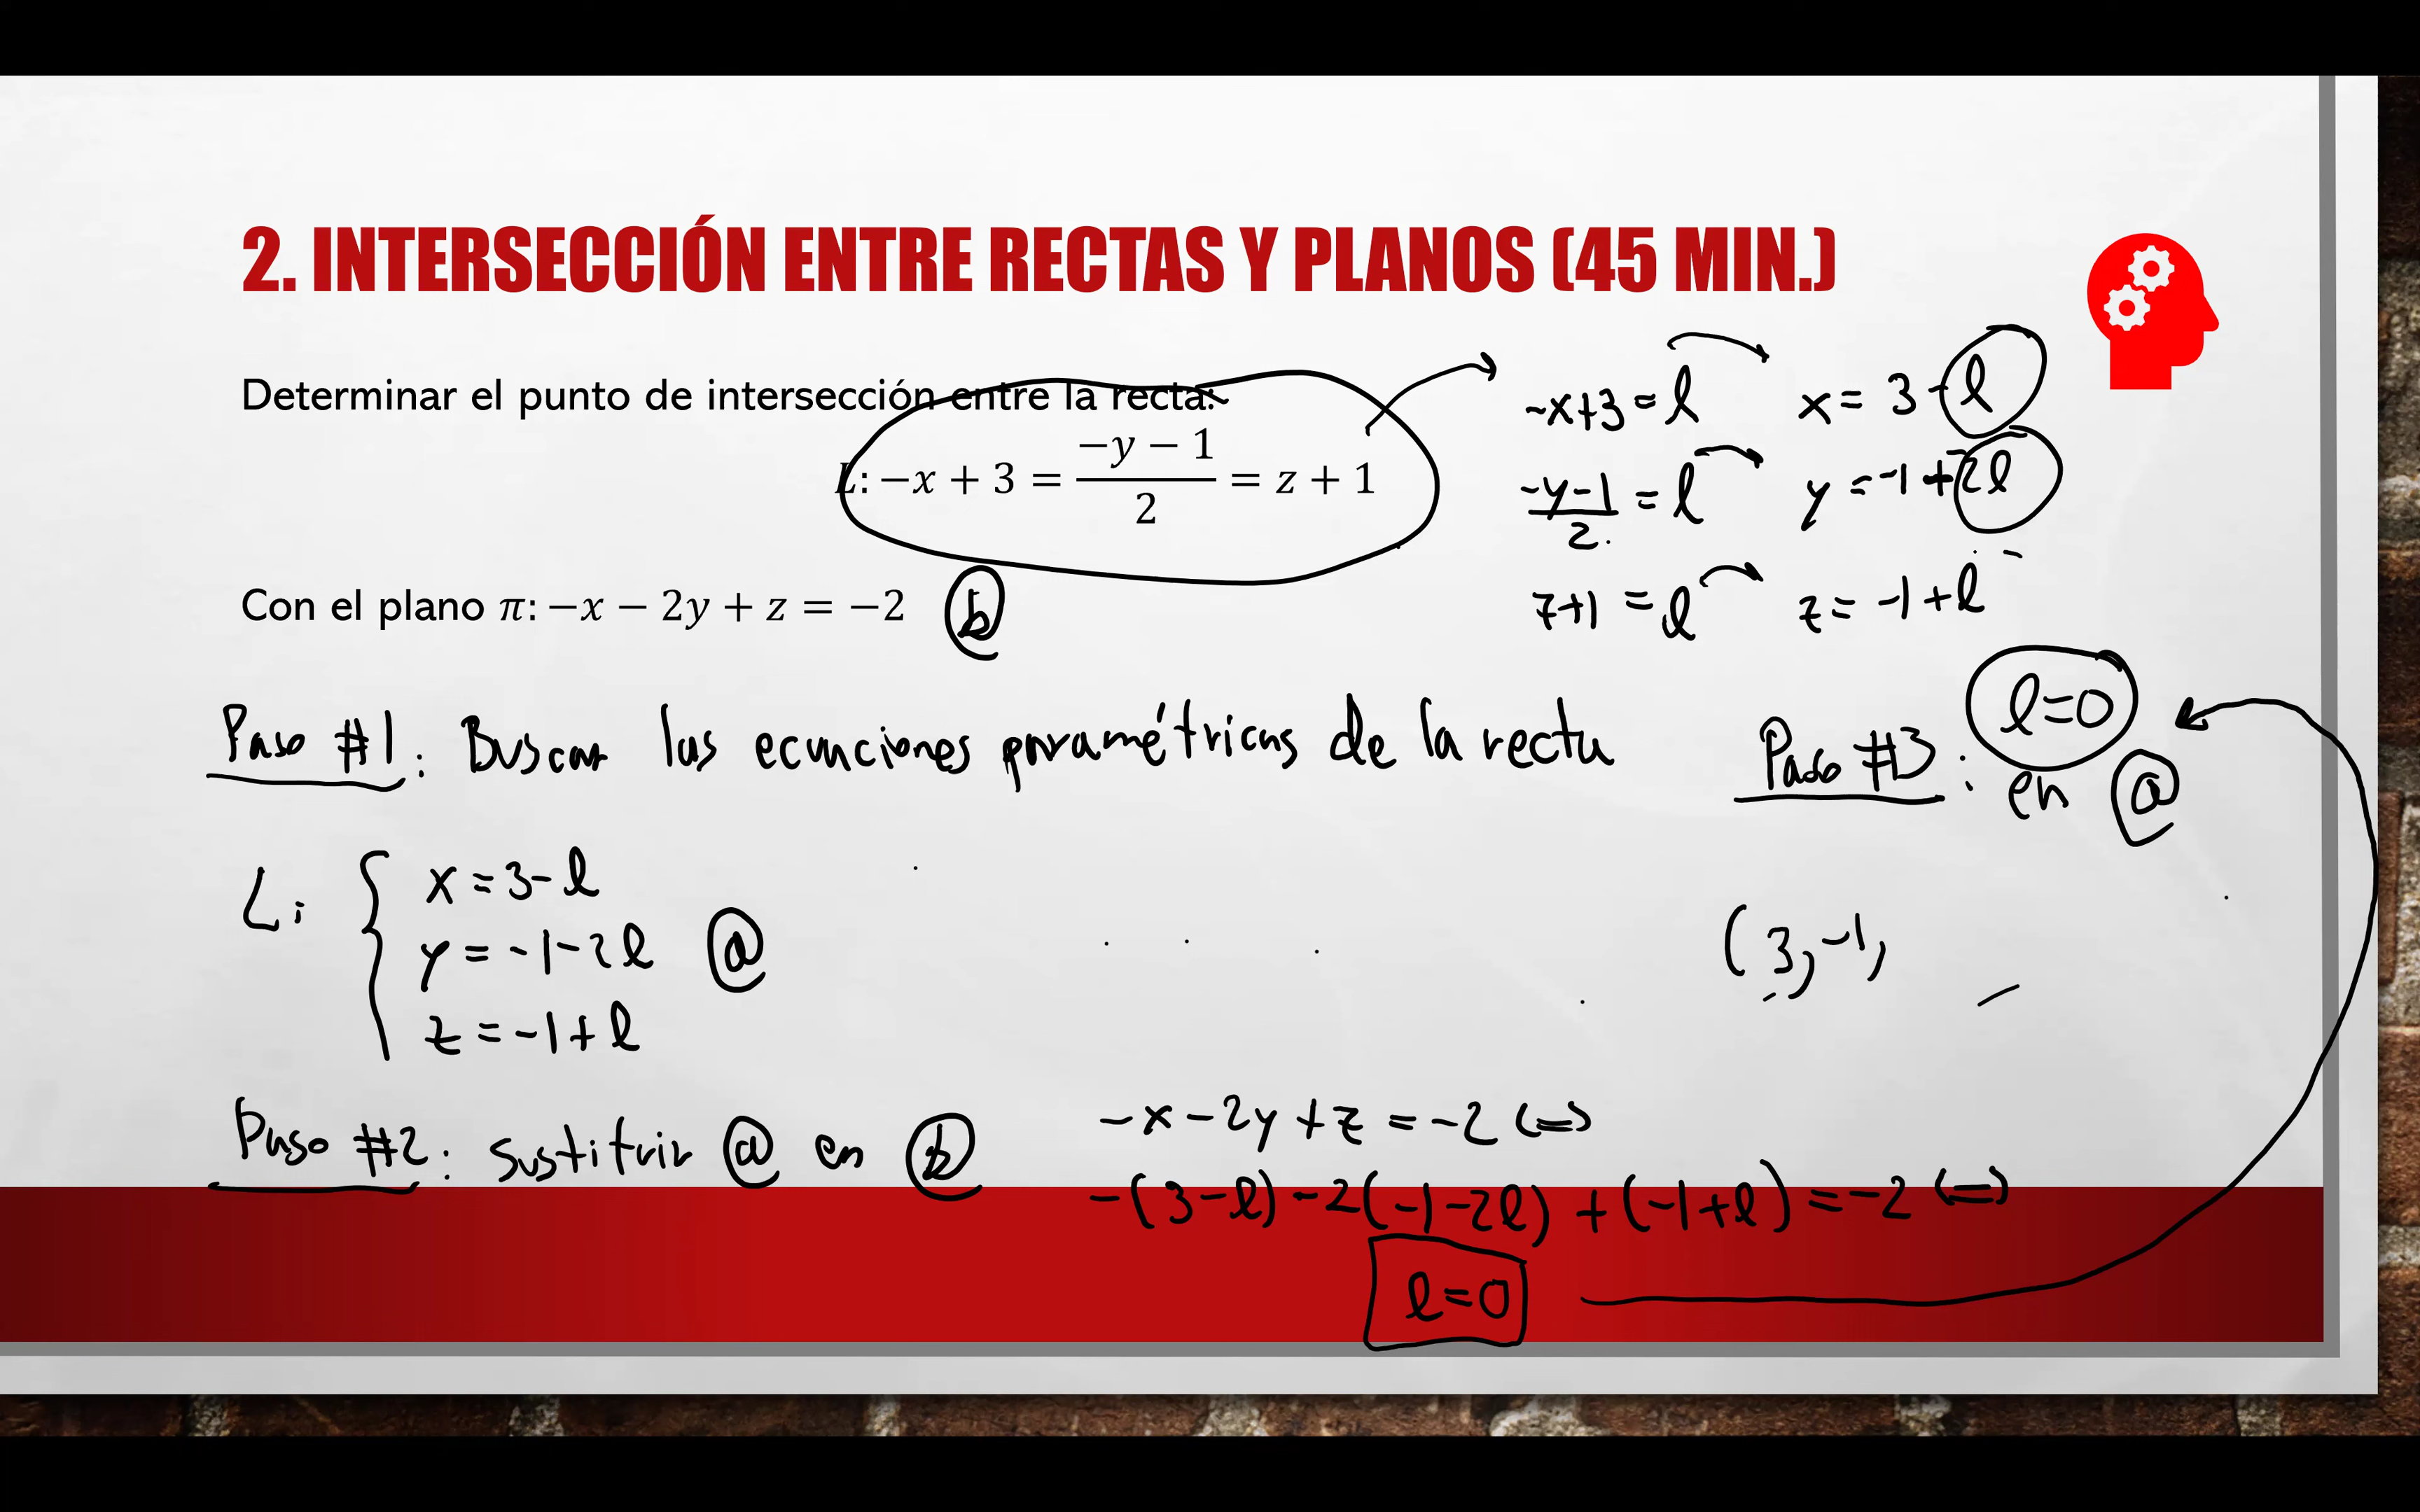 2. INTERSECCIÓN ENTRE RECTAS Y PLANOS (45 MIN.)
Determinar el punto de intersección entre la recta:
L: −x + 3 = (−y − 1)/2 = z + 1
-x+3 = l x = 3 - l
(-y-1)/2 = l y = -1 + 2l
z+1 = l z = -1 + l
Con el plano π: −x − 2y + z = −2 (b)
Paso #1: Buscar las ecuaciones paramétricas de la recta
L: { x = 3 - l
y = -1 - 2l (a)
z = -1 + l
Paso #2: sustituir (a) en (b)
-x - 2y + z = -2 <=>
-(3-l) - 2(-1-2l) + (-1+l) = -2 <=>
l=0
Paso #3: l=0
en (a)
(3, -1,